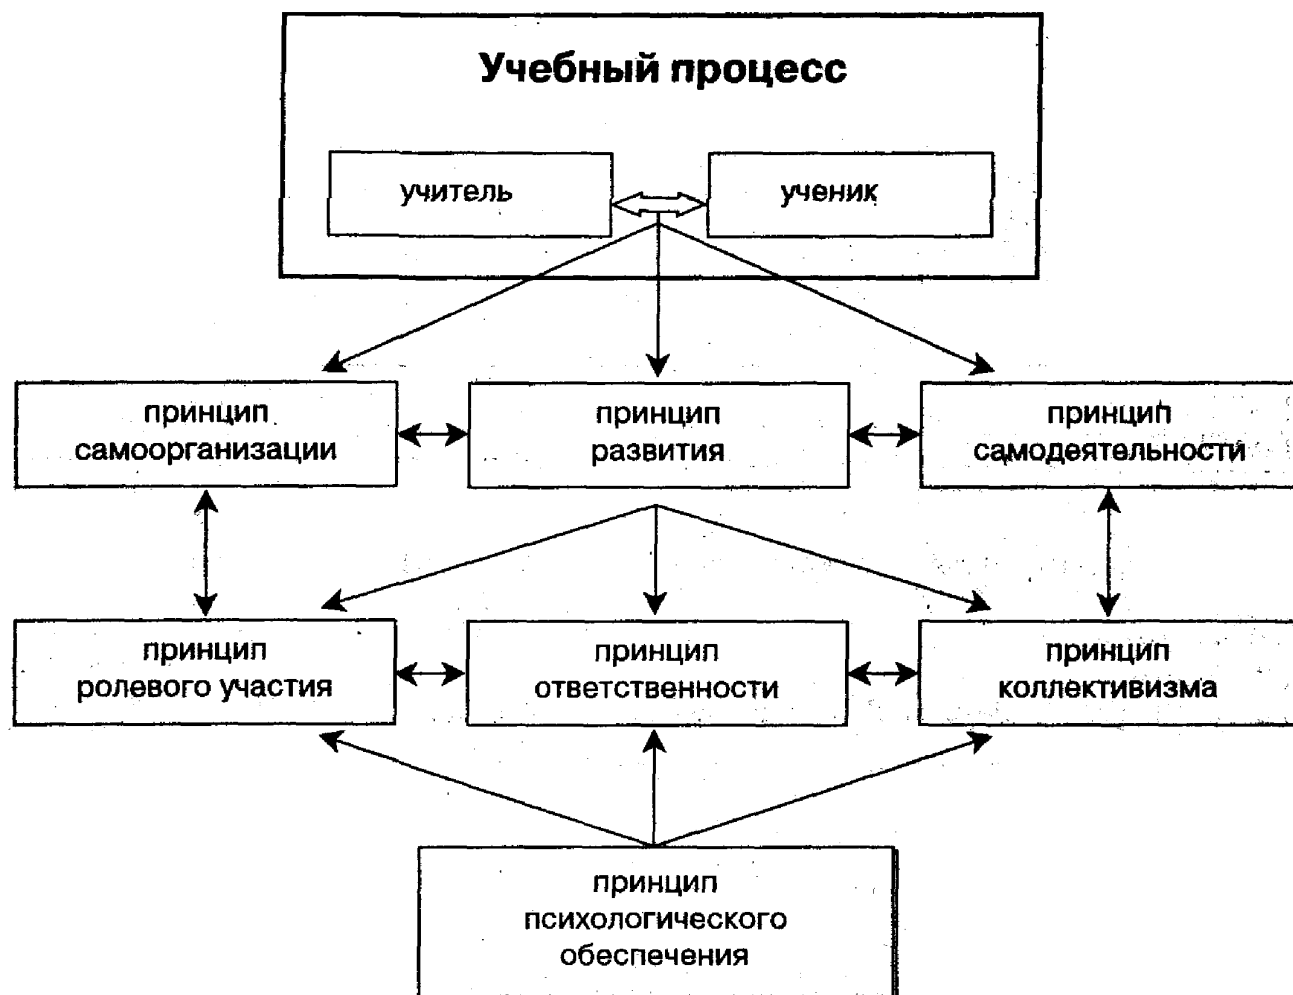 Учебный процесс
учитель
ученик
принцип
самоорганизации
принцип
развития
принцип
самодеятельности
принцип
ролевого участия
принцип
ответственности
принцип
коллективизма
принцип
психологического
обеспечения